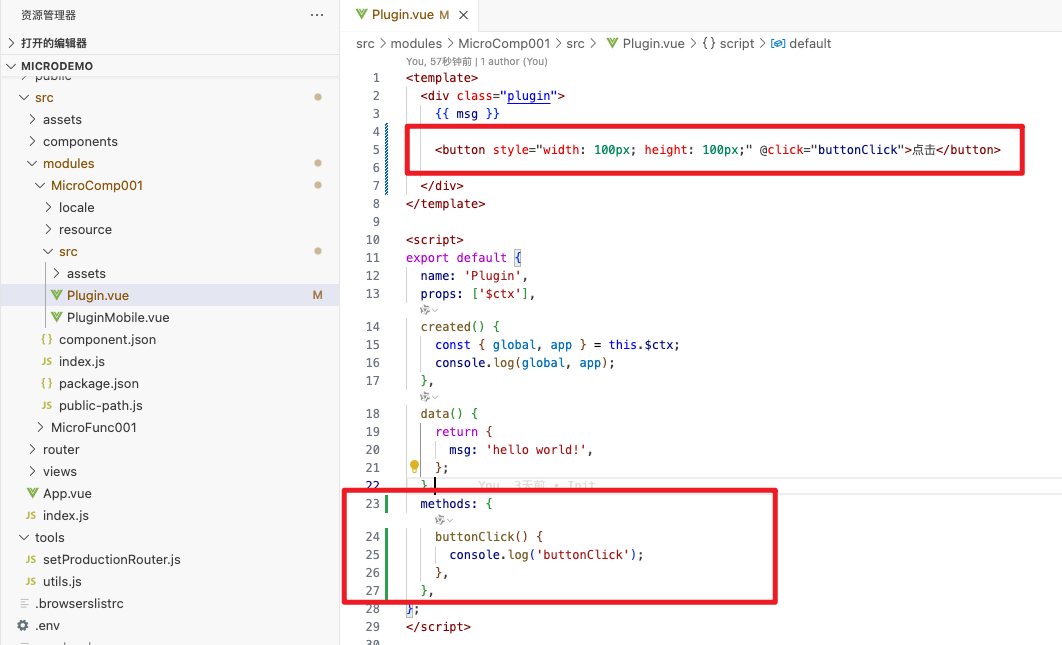 资源管理器
打开的编辑器
MICRODEMO
public
src
assets
components
modules
MicroComp001
locale
resource
src
assets
Plugin.vue M
PluginMobile.vue
{} component.json
JS index.js
{} package.json
JS public-path.js
MicroFunc001
router
views
App.vue
JS index.js
tools
JS setProductionRouter.js
JS utils.js
.browserslistrc
.env
Plugin.vue M
src > modules > MicroComp001 > src > Plugin.vue > {} script > default
You, 57秒钟前 | 1 author (You)
1 <template>
2 <div class="plugin">
3 {{ msg }}
4
5 <button style="width: 100px; height: 100px;" @click="buttonClick">点击</button>
6
7 </div>
8 </template>
9
10 <script>
11 export default {
12 name: 'Plugin',
13 props: ['$ctx'],
14 created() {
15 const { global, app } = this.$ctx;
16 console.log(global, app);
17 },
18 data() {
19 return {
20 msg: 'hello world!',
21 };
22 }, You, 3天前 • Init
23 methods: {
24 buttonClick() {
25 console.log('buttonClick');
26 },
27 },
28 };
29 </script>
30